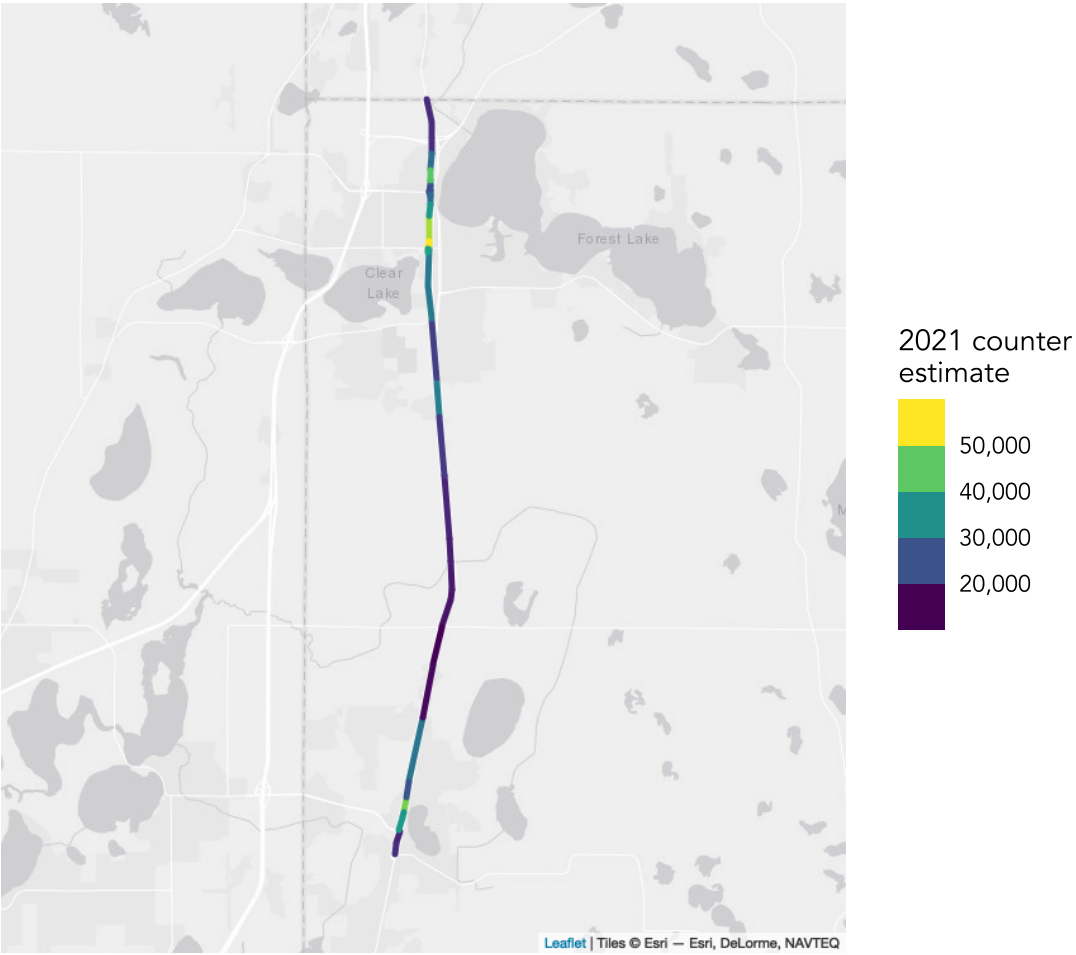 Forest Lake
Clear
Lake
M
2021 counter
estimate
50,000
40,000
30,000
20,000
Leaflet | Tiles © Esri — Esri, DeLorme, NAVTEQ